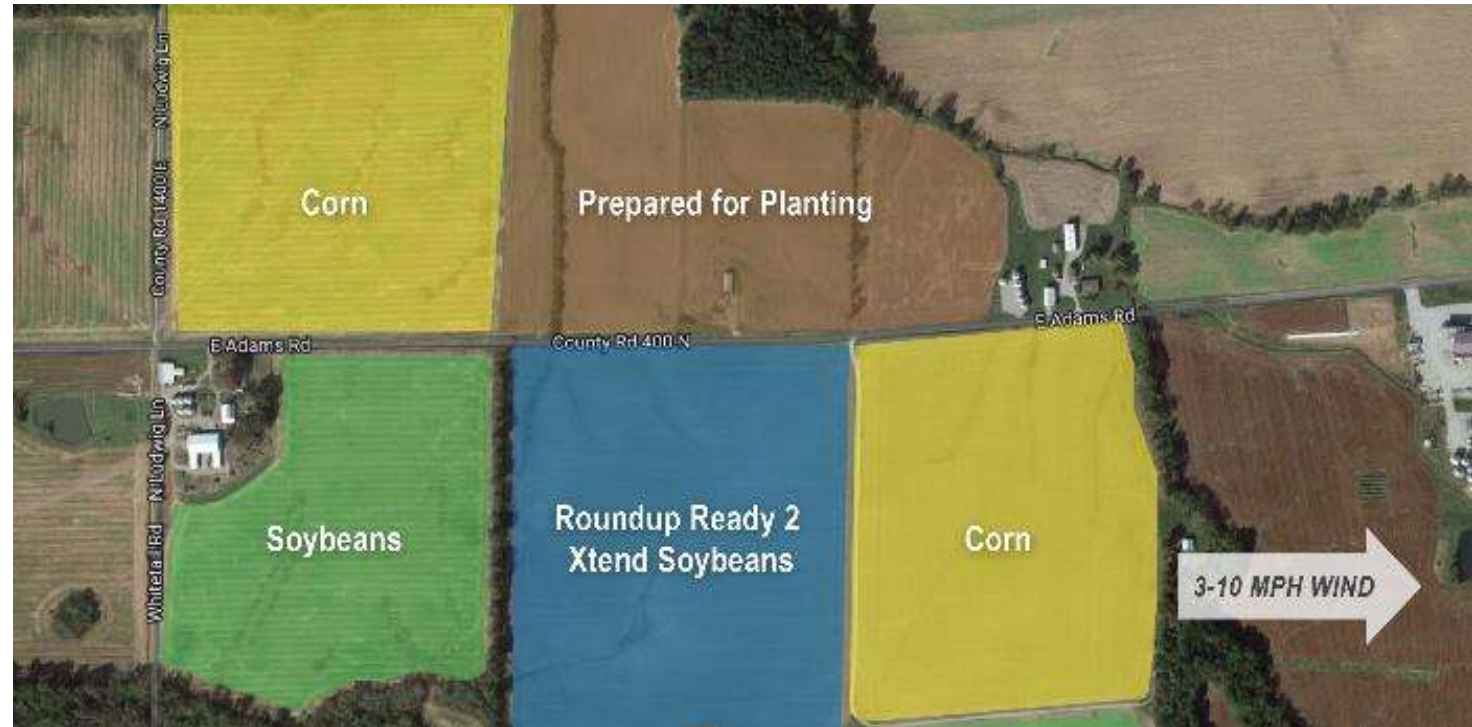 N Ludwig Ln
County Rd 1400 E
Corn
Prepared for Planting
E Adams Rd
County Rd 400 N
E Adams Rd
N Ludwig Ln
Whitetail Rd
Soybeans
Roundup Ready 2
Xtend Soybeans
Corn
3-10 MPH WIND